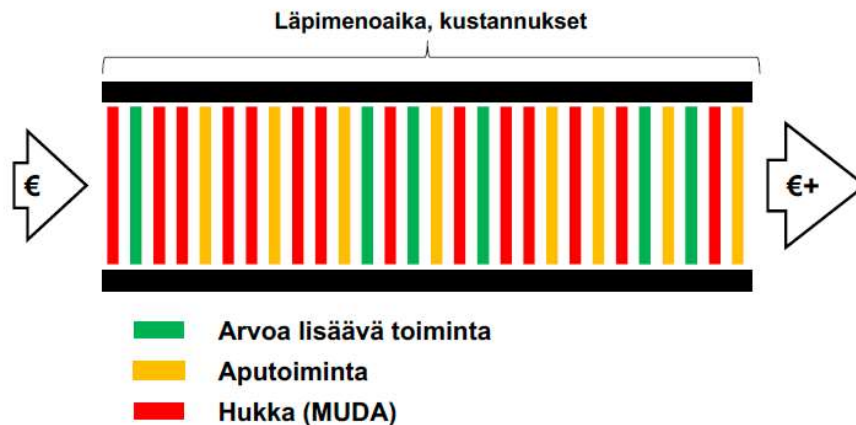 Läpimenoaika, kustannukset
€
€+
Arvoa lisäävä toiminta
Aputoiminta
Hukka (MUDA)